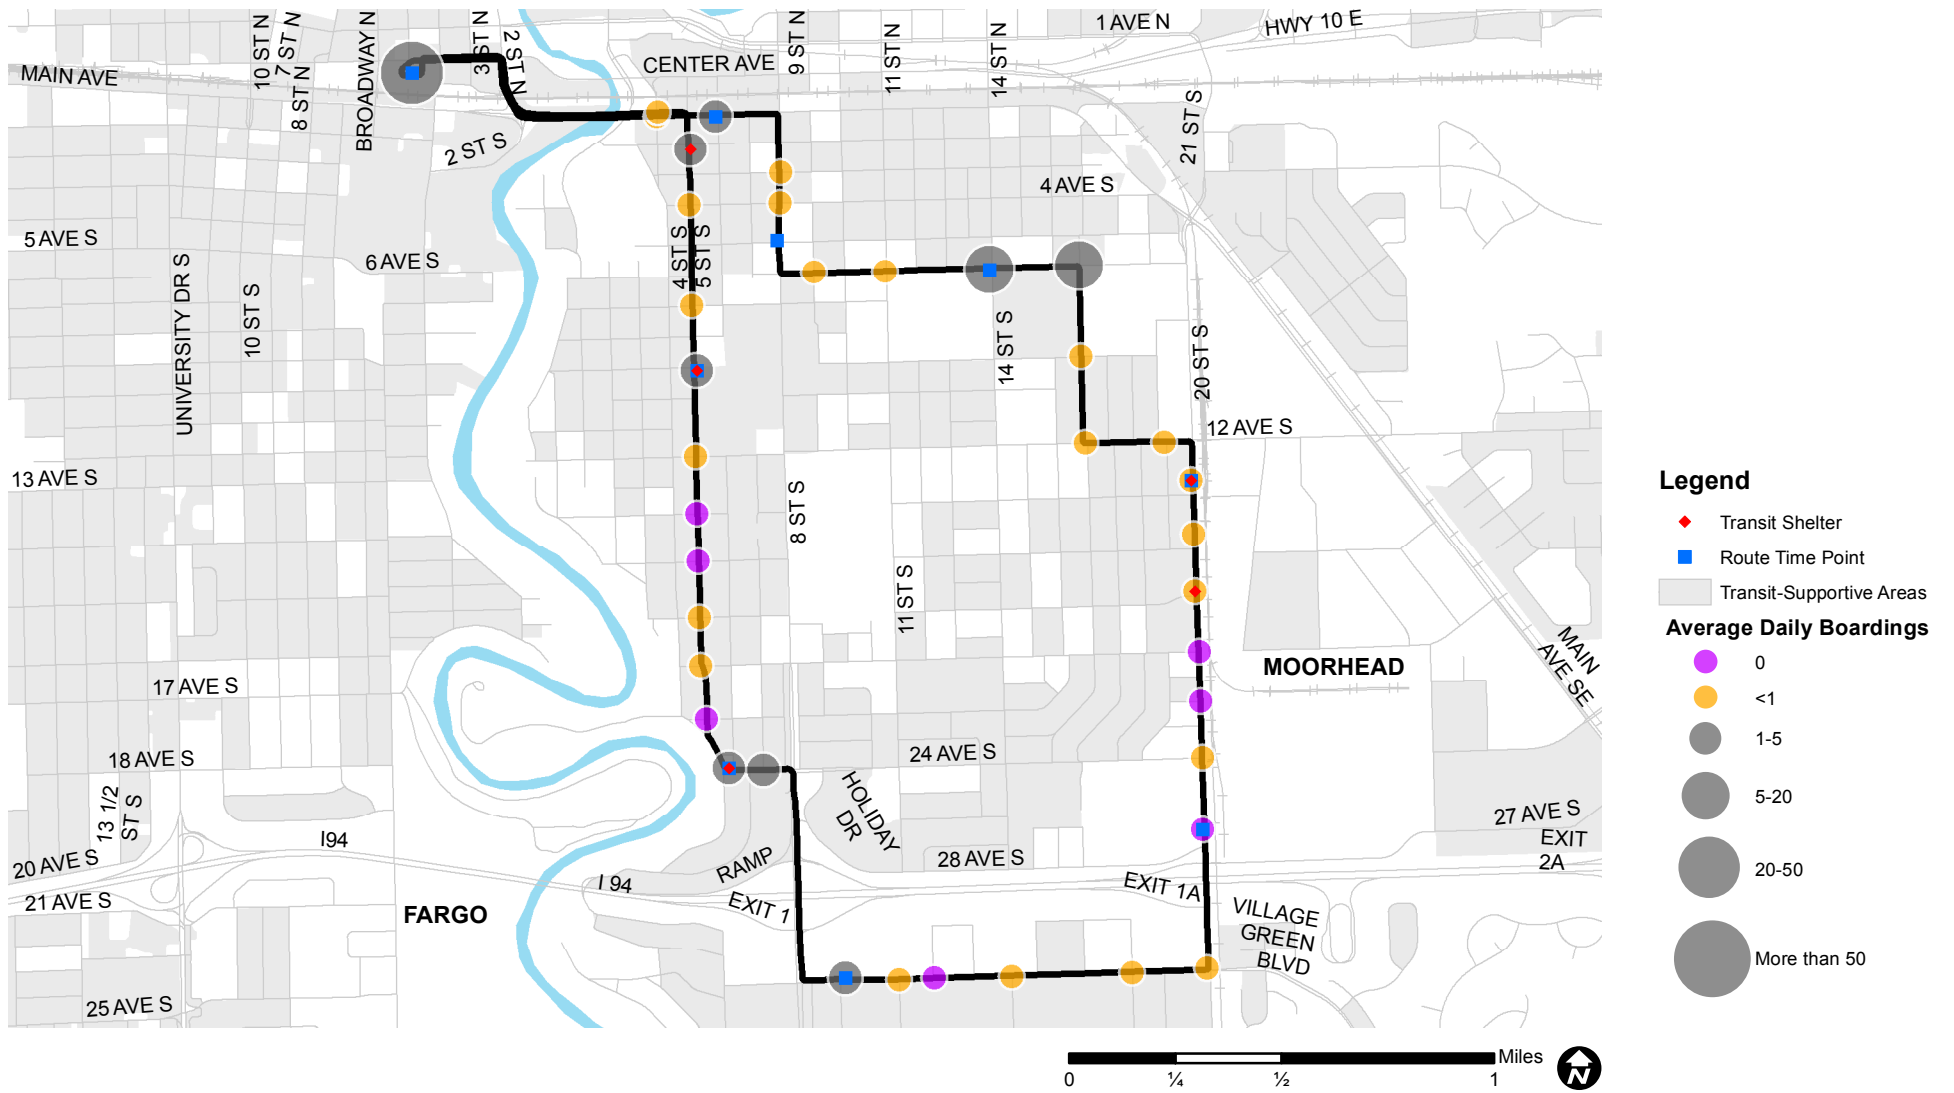 10 ST N
7 ST N
8 ST N
BROADWAY N
3 ST N
2 ST N
9 ST N
11 ST N
14 ST N
1 AVE N
HWY 10 E
MAIN AVE
CENTER AVE
2 ST S
21 ST S
4 AVE S
5 AVE S
6 AVE S
UNIVERSITY DR S
10 ST S
4 ST S
5 ST S
14 ST S
20 ST S
12 AVE S
13 AVE S
8 ST S
11 ST S
MAIN
AVE SE
MOORHEAD
17 AVE S
18 AVE S
24 AVE S
13 1/2
ST S
HOLIDAY
DR
27 AVE S
EXIT
2A
I94
20 AVE S
21 AVE S
I 94
RAMP
EXIT 1
28 AVE S
EXIT 1A
FARGO
VILLAGE
GREEN
BLVD
25 AVE S
Legend
Transit Shelter
Route Time Point
Transit-Supportive Areas
Average Daily Boardings
0
<1
1-5
5-20
20-50
More than 50
Miles
0
¼
½
1
N